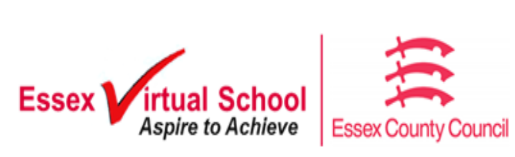 Essex Virtual School
Aspire to Achieve
Essex County Council